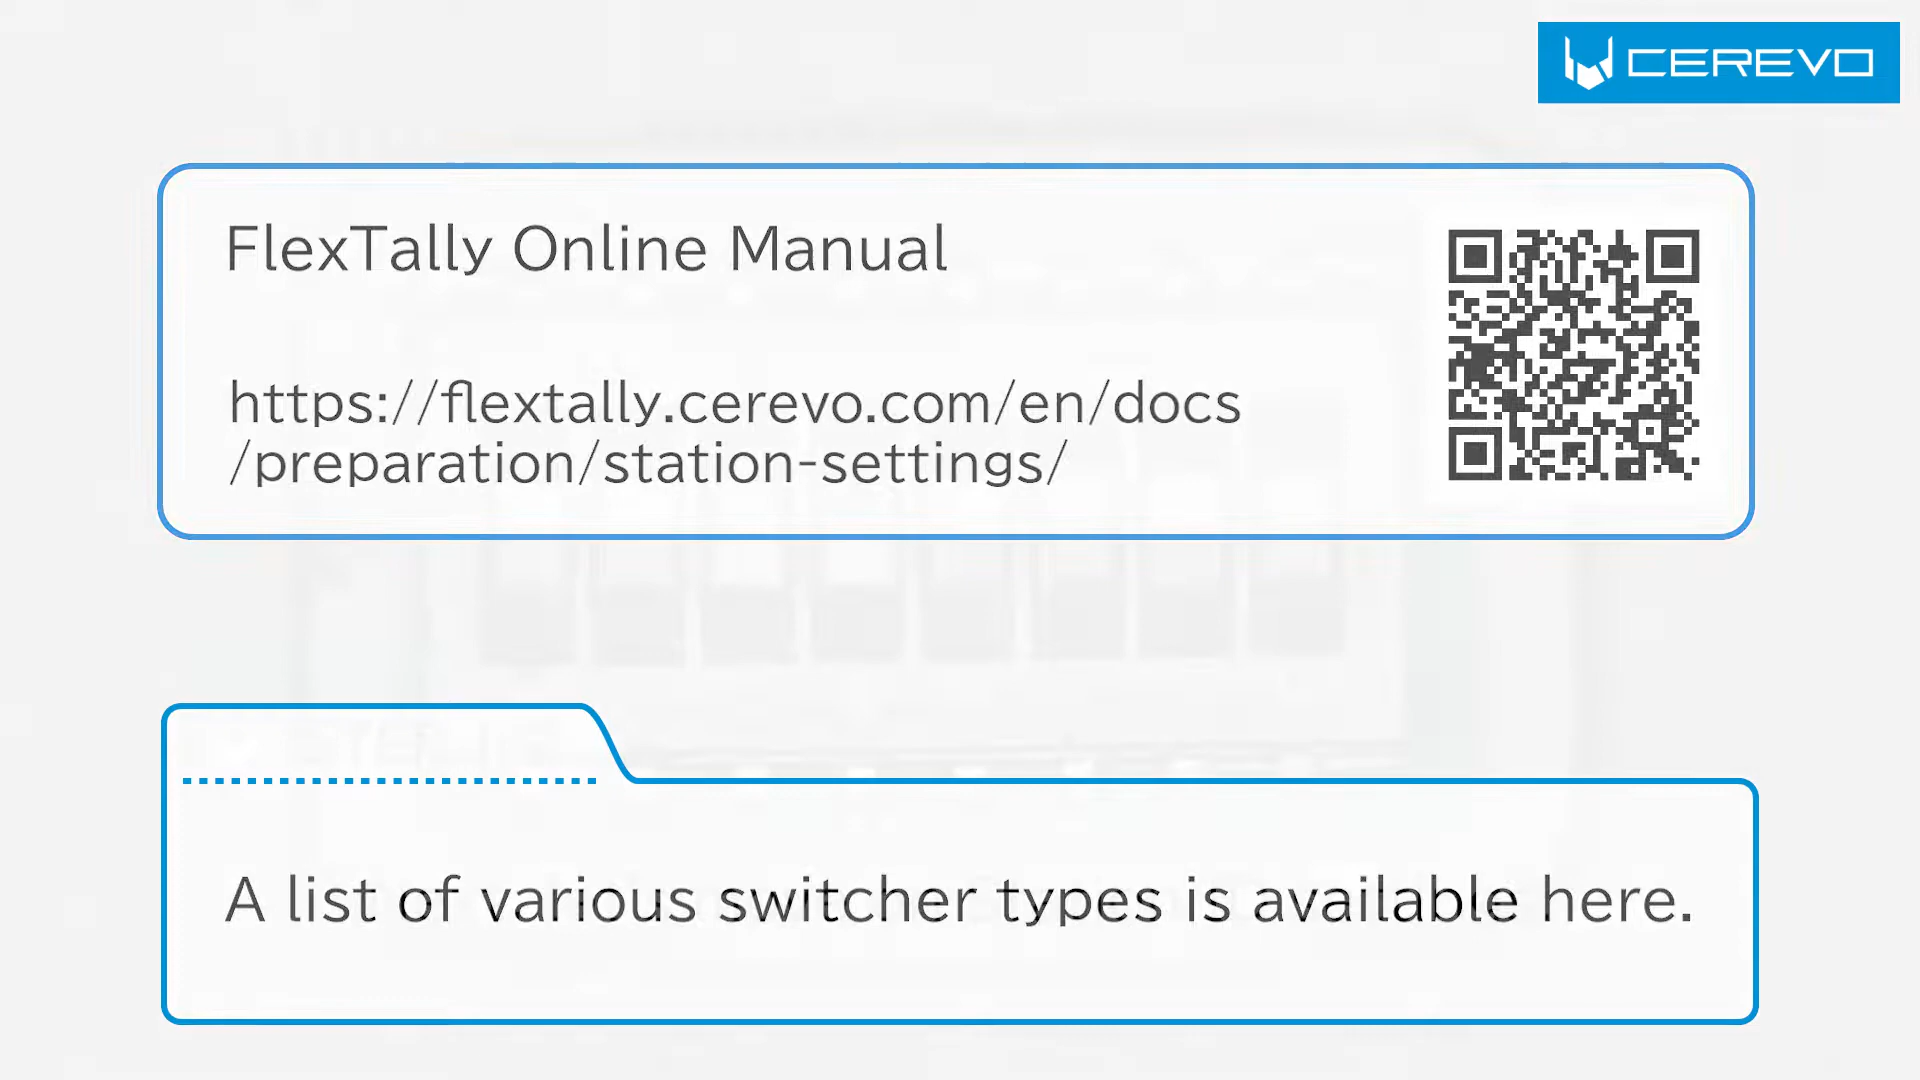 CEREVO
FlexTally Online Manual
https://flextally.cerevo.com/en/docs
/preparation/station-settings/
A list of various switcher types is available here.